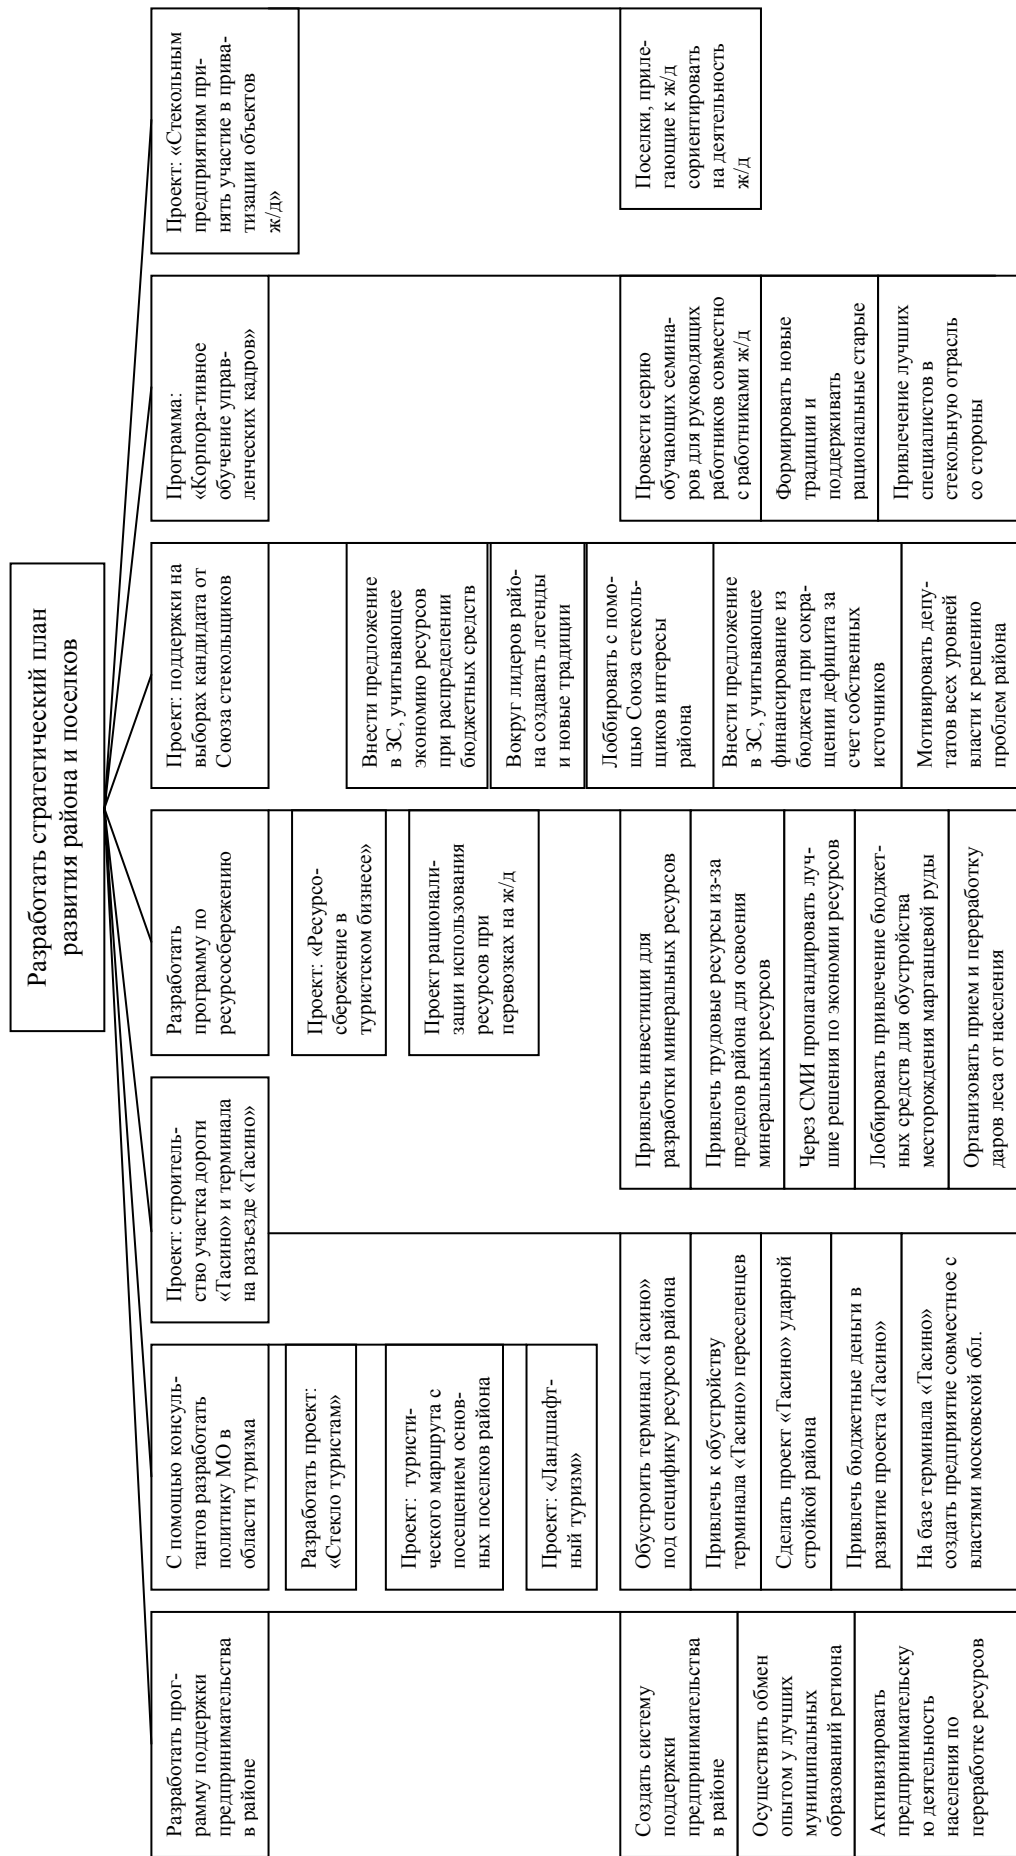 Разработать стратегический план
развития района и поселков
Разработать прог-
рамму поддержки
предпринимательства
в районе
С помощью консуль-
тантов разработать
политику МО в
области туризма
Проект: строитель-
ство участка дороги
«Тасино» и терминала
на разъезде «Тасино»
Разработать
программу по
ресурсосбережению
Проект: поддержки на
выборах кандидата от
Союза стекольщиков
Программа:
«Корпора-тивное
обучение управ-
ленческих кадров»
Проект: «Стекольным
предприятиям при-
нять участие в прива-
тизации объектов
ж/д»
Разработать проект:
«Стекло туристам»
Проект: туристи-
ческого маршрута с
посещением основ-
ных поселков района
Проект: «Ландшафт-
ный туризм»
Проект: «Ресурсо-
сбережение в
туристском бизнесе»
Проект рационали-
зации использования
ресурсов при
перевозках на ж/д
Внести предложение
в ЗС, учитывающее
экономию ресурсов
при распределении
бюджетных средств
Вокруг лидеров райо-
на создавать легенды
и новые традиции
Лоббировать с помо-
щью Союза стеколь-
щиков интересы
района
Внести предложение
в ЗС, учитывающее
финансирование из
бюджета при сокра-
щении дефицита за
счет собственных
источников
Мотивировать депу-
татов всех уровней
власти к решению
проблем района
Создать систему
поддержки
предпринимательства
в районе
Осуществить обмен
опытом у лучших
муниципальных
образований региона
Активизировать
предпринимательску
ю деятельность
населения по
переработке ресурсов
Обустроить терминал «Тасино»
под специфику ресурсов района
Привлечь к обустройству
терминала «Тасино» переселенцев
Сделать проект «Тасино» ударной
стройкой района
Привлечь бюджетные деньги в
развитие проекта «Тасино»
На базе терминала «Тасино»
создать предприятие совместное с
властями московской обл.
Привлечь инвестиции для
разработки минеральных ресурсов
Привлечь трудовые ресурсы из-за
пределов района для освоения
минеральных ресурсов
Через СМИ пропагандировать луч-
шие решения по экономии ресурсов
Лоббировать привлечение бюджет-
ных средств для обустройства
месторождения марганцевой руды
Организовать прием и переработку
даров леса от населения
Провести серию
обучающих семина-
ров для руководящих
работников совместно
с работниками ж/д
Формировать новые
традиции и
поддерживать
рациональные старые
Привлечение лучших
специалистов в
стекольную отрасль
со стороны
Поселки, приле-
гающие к ж/д
сориентировать
на деятельность
ж/д